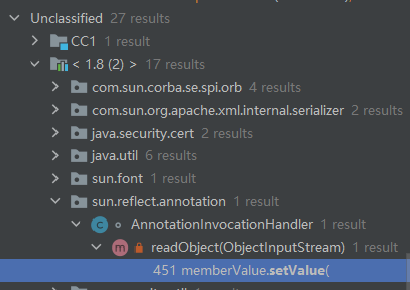 Unclassified 27 results
CC1 1 result
< 1.8 (2) > 17 results
com.sun.corba.se.spi.orb 4 results
com.sun.org.apache.xml.internal.serializer 2 res
java.security.cert 2 results
java.util 6 results
sun.font 1 result
sun.reflect.annotation 1 result
AnnotationInvocationHandler 1 result
readObject(ObjectInputStream) 1 result
451 memberValue.setValue(